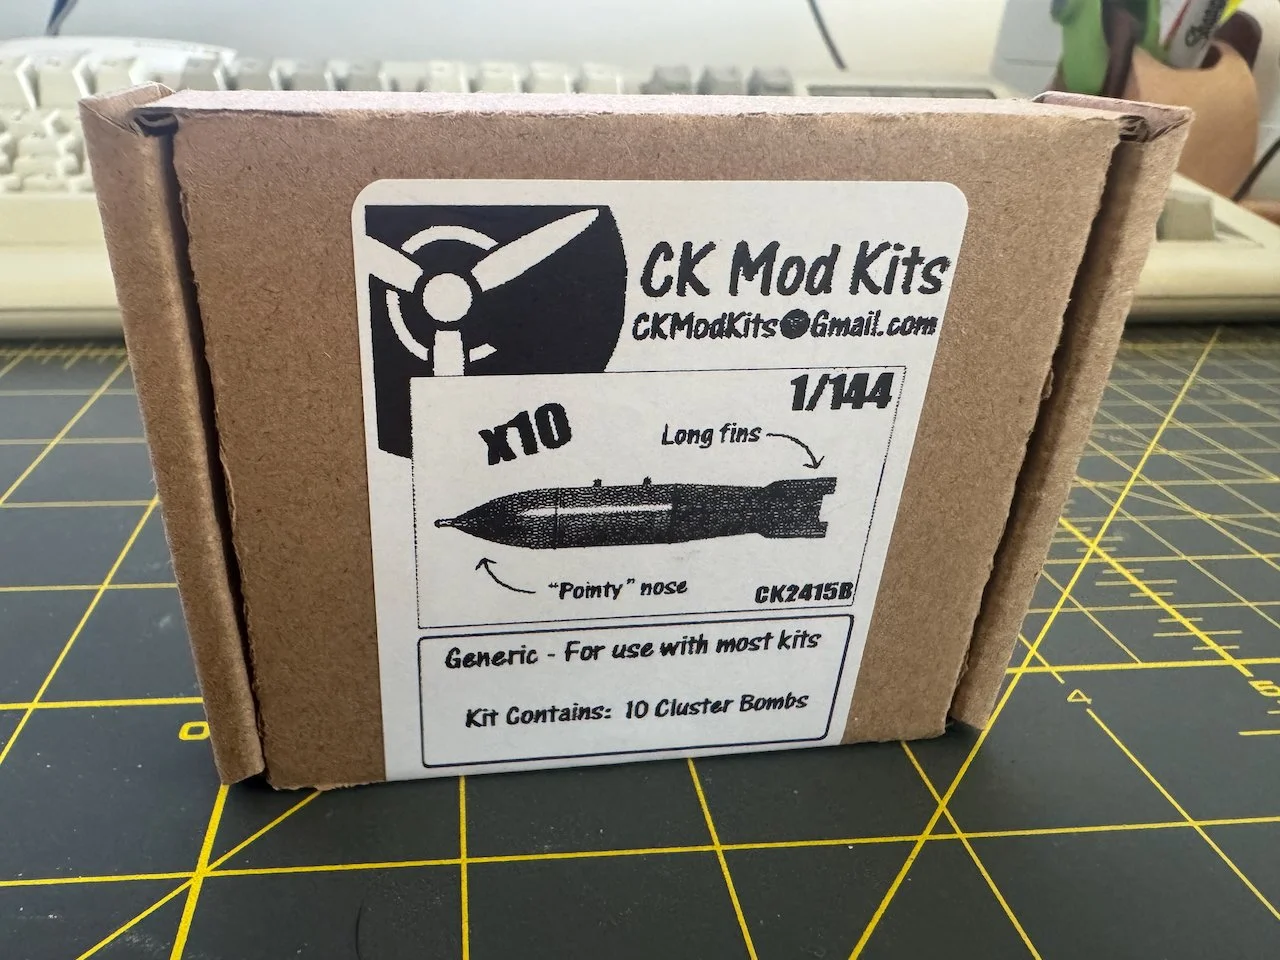 CK Mod Kits
CKModKits@Gmail.com
1/144
x10
Long fins
"Pointy" nose
CK2415B
Generic - For use with most kits
Kit Contains: 10 Cluster Bombs
0